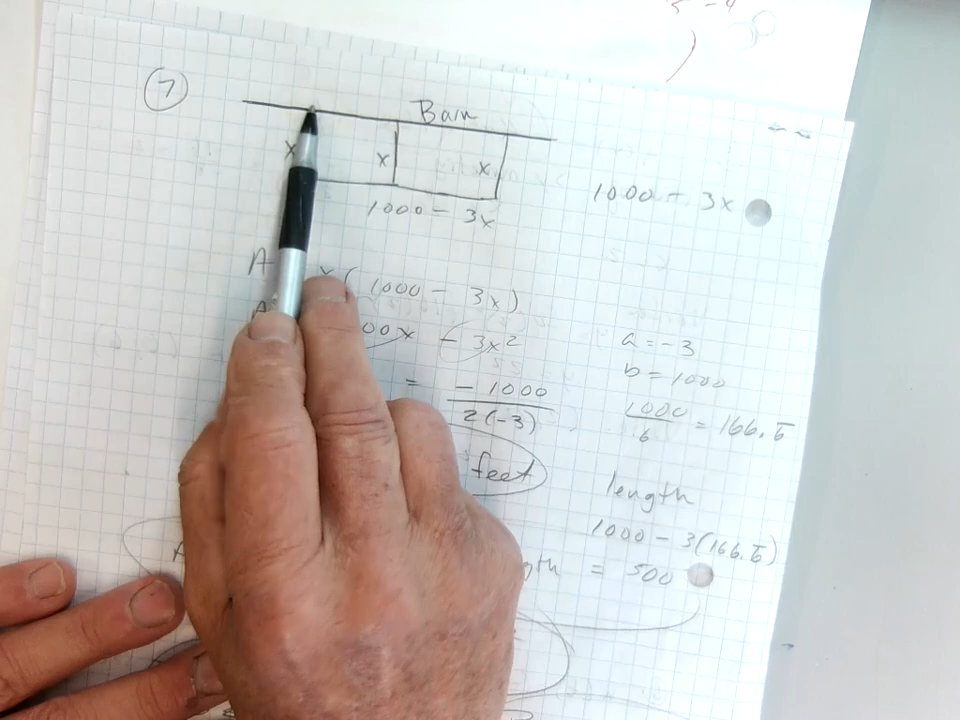 7
Barn
x x x
1000 - 3x
1000 - 3x
A x(1000 - 3x)
A 00x - 3x²
a = -3
b = 1000
= -1000 / 2(-3)
1000 / 6 = 166.6̅
feet
length
1000 - 3(166.6̅)
A gth = 500